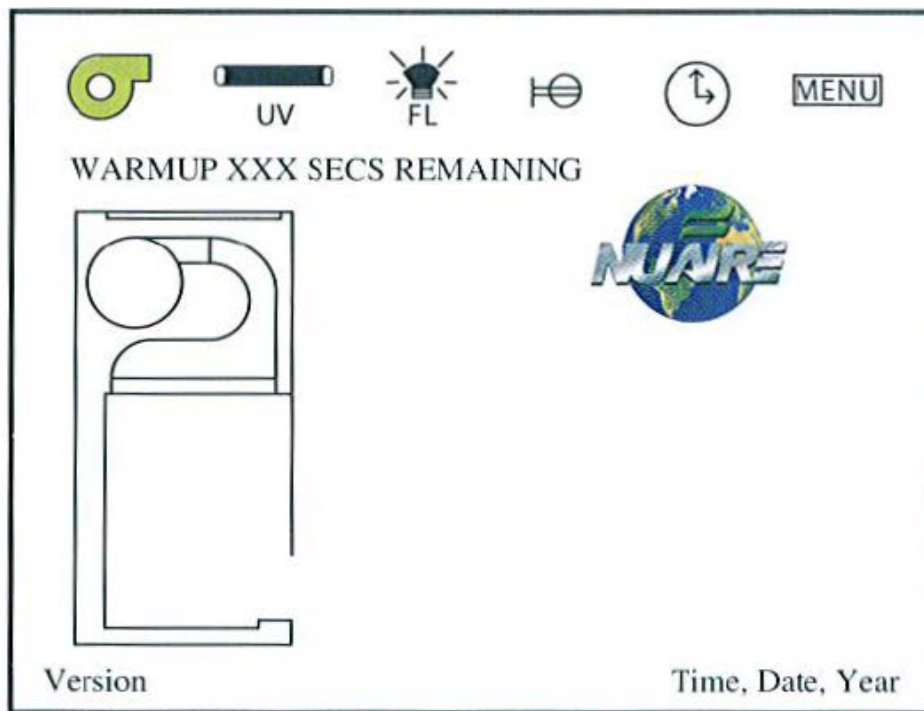 UV
FL
MENU
WARMUP XXX SECS REMAINING
NUAIRE
Version
Time, Date, Year